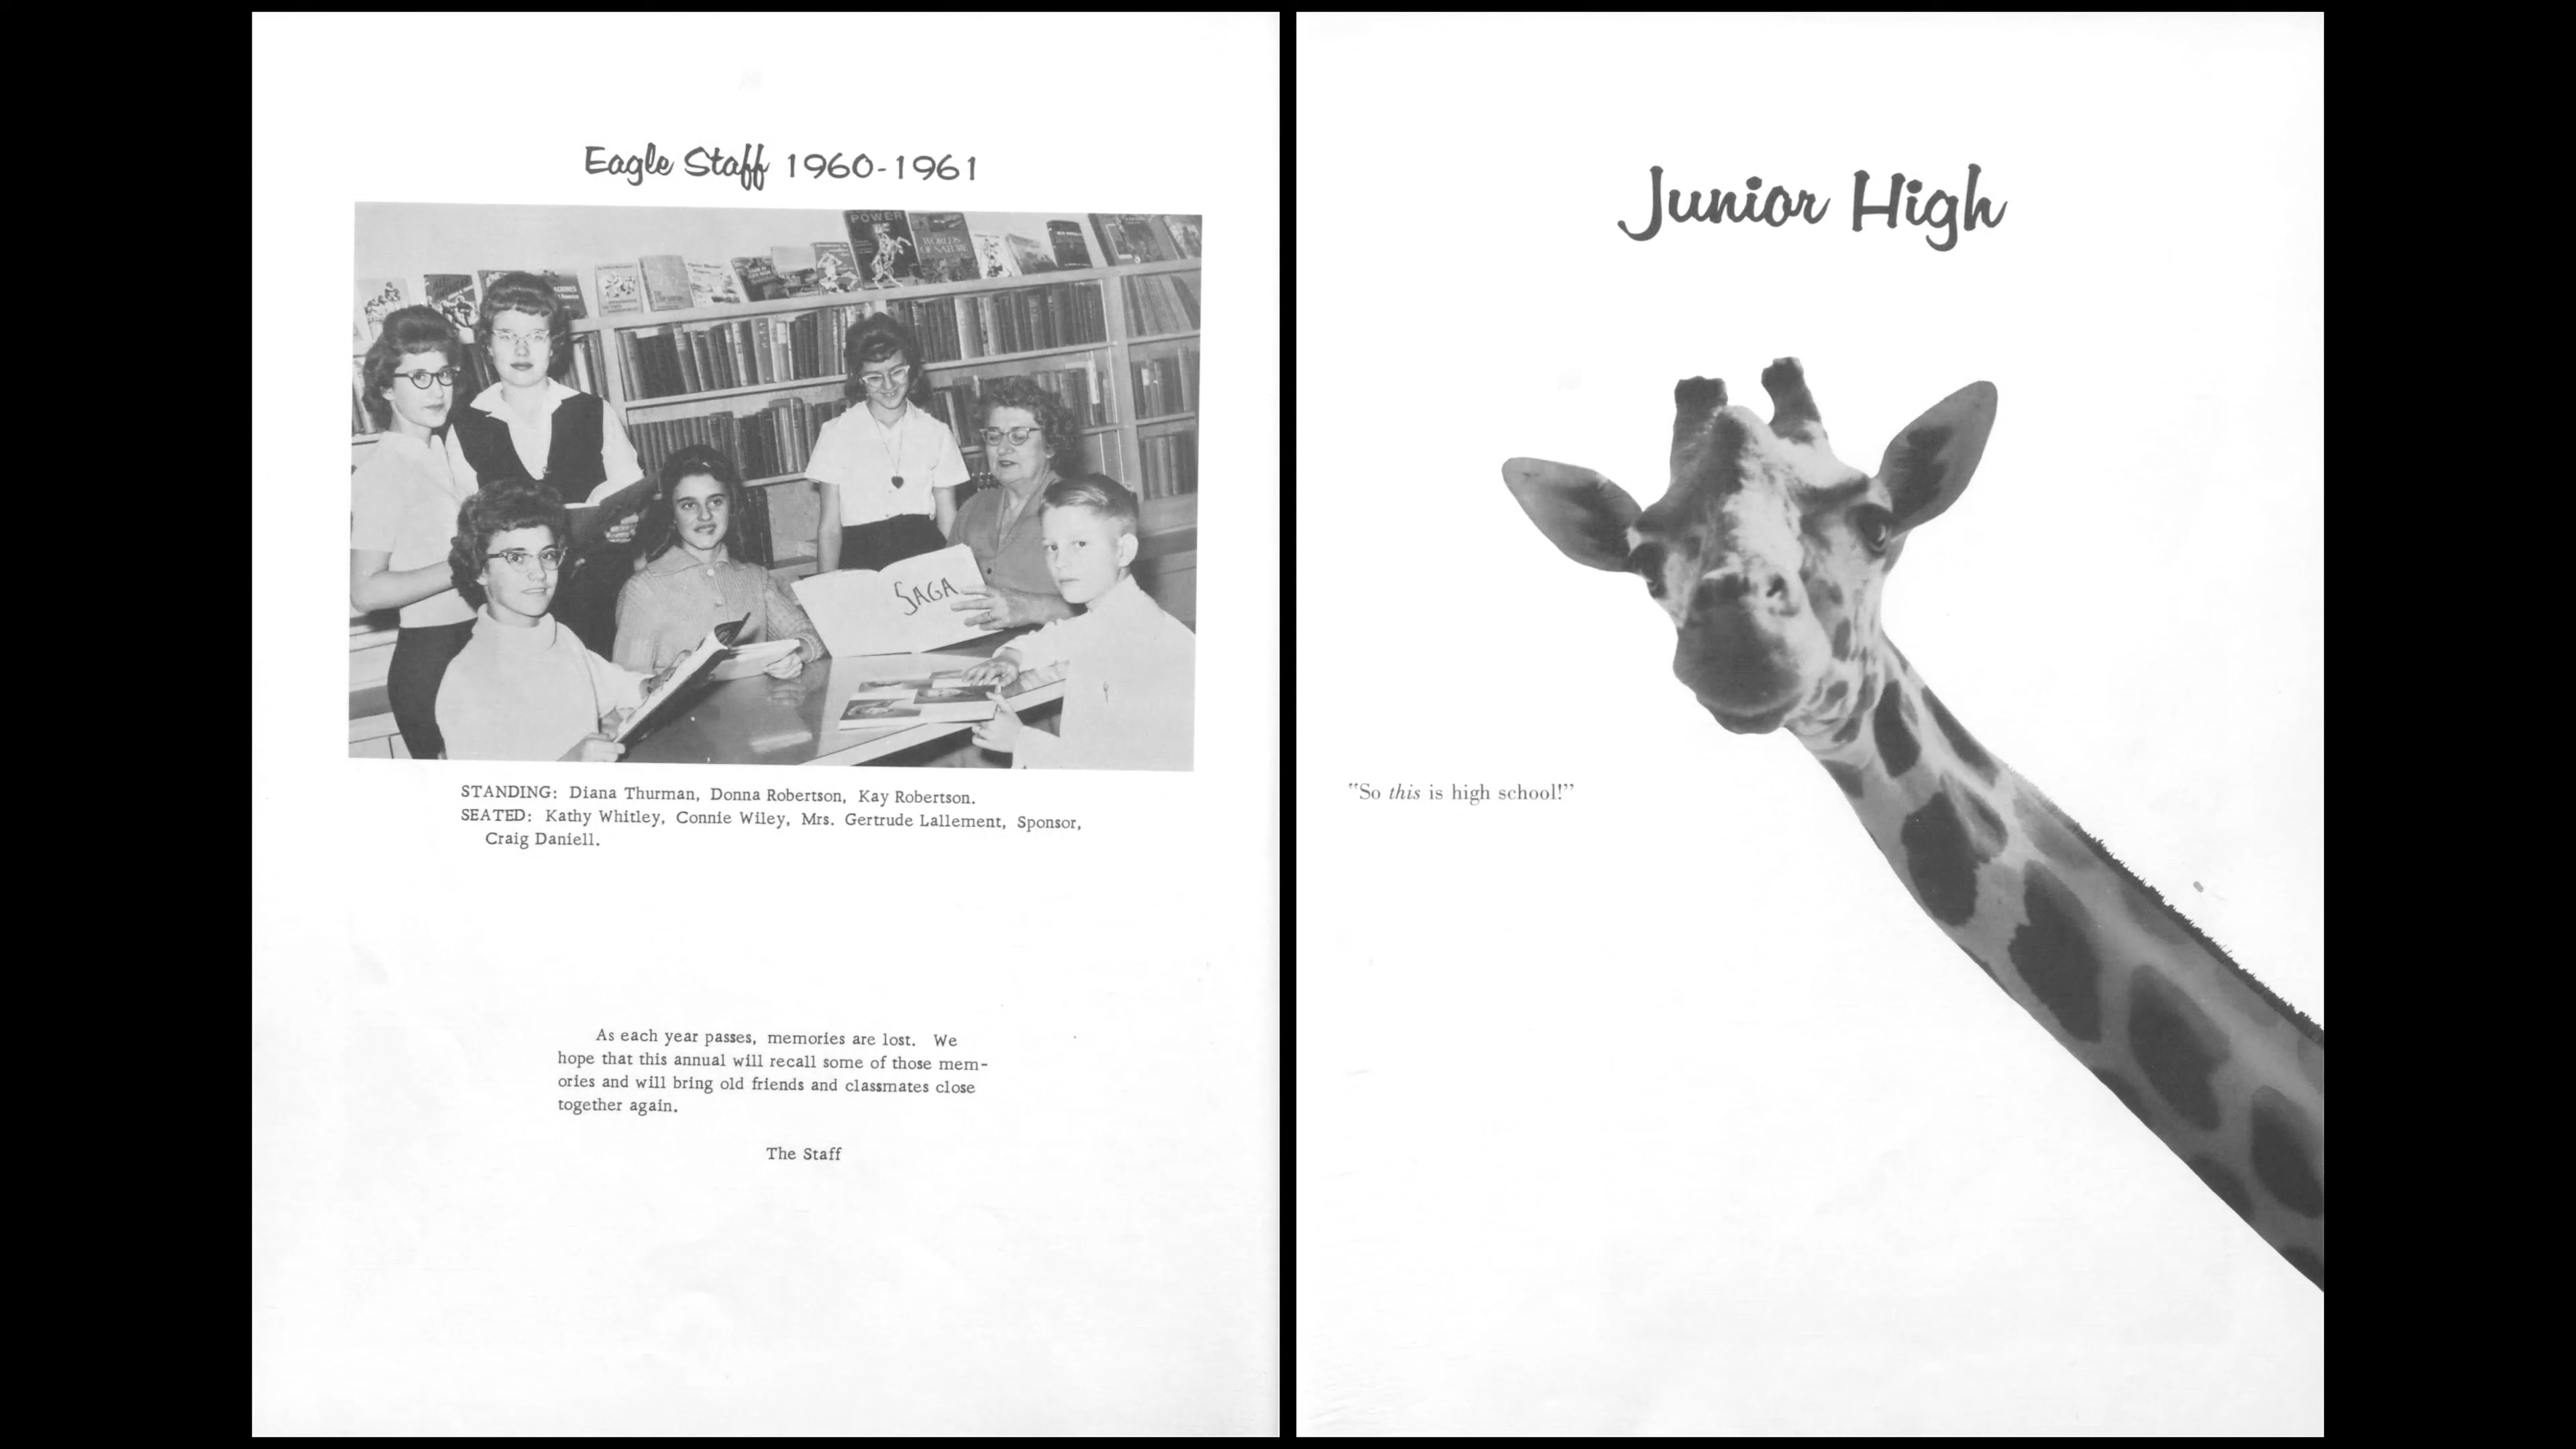 Eagle Staff 1960-1961
POWER
WORLDS
OF NATURE
SAGA
STANDING: Diana Thurman, Donna Robertson, Kay Robertson.
SEATED: Kathy Whitley, Connie Wiley, Mrs. Gertrude Lallement, Sponsor,
Craig Daniell.
As each year passes, memories are lost. We
hope that this annual will recall some of those mem-
ories and will bring old friends and classmates close
together again.
The Staff
Junior High
"So this is high school!"